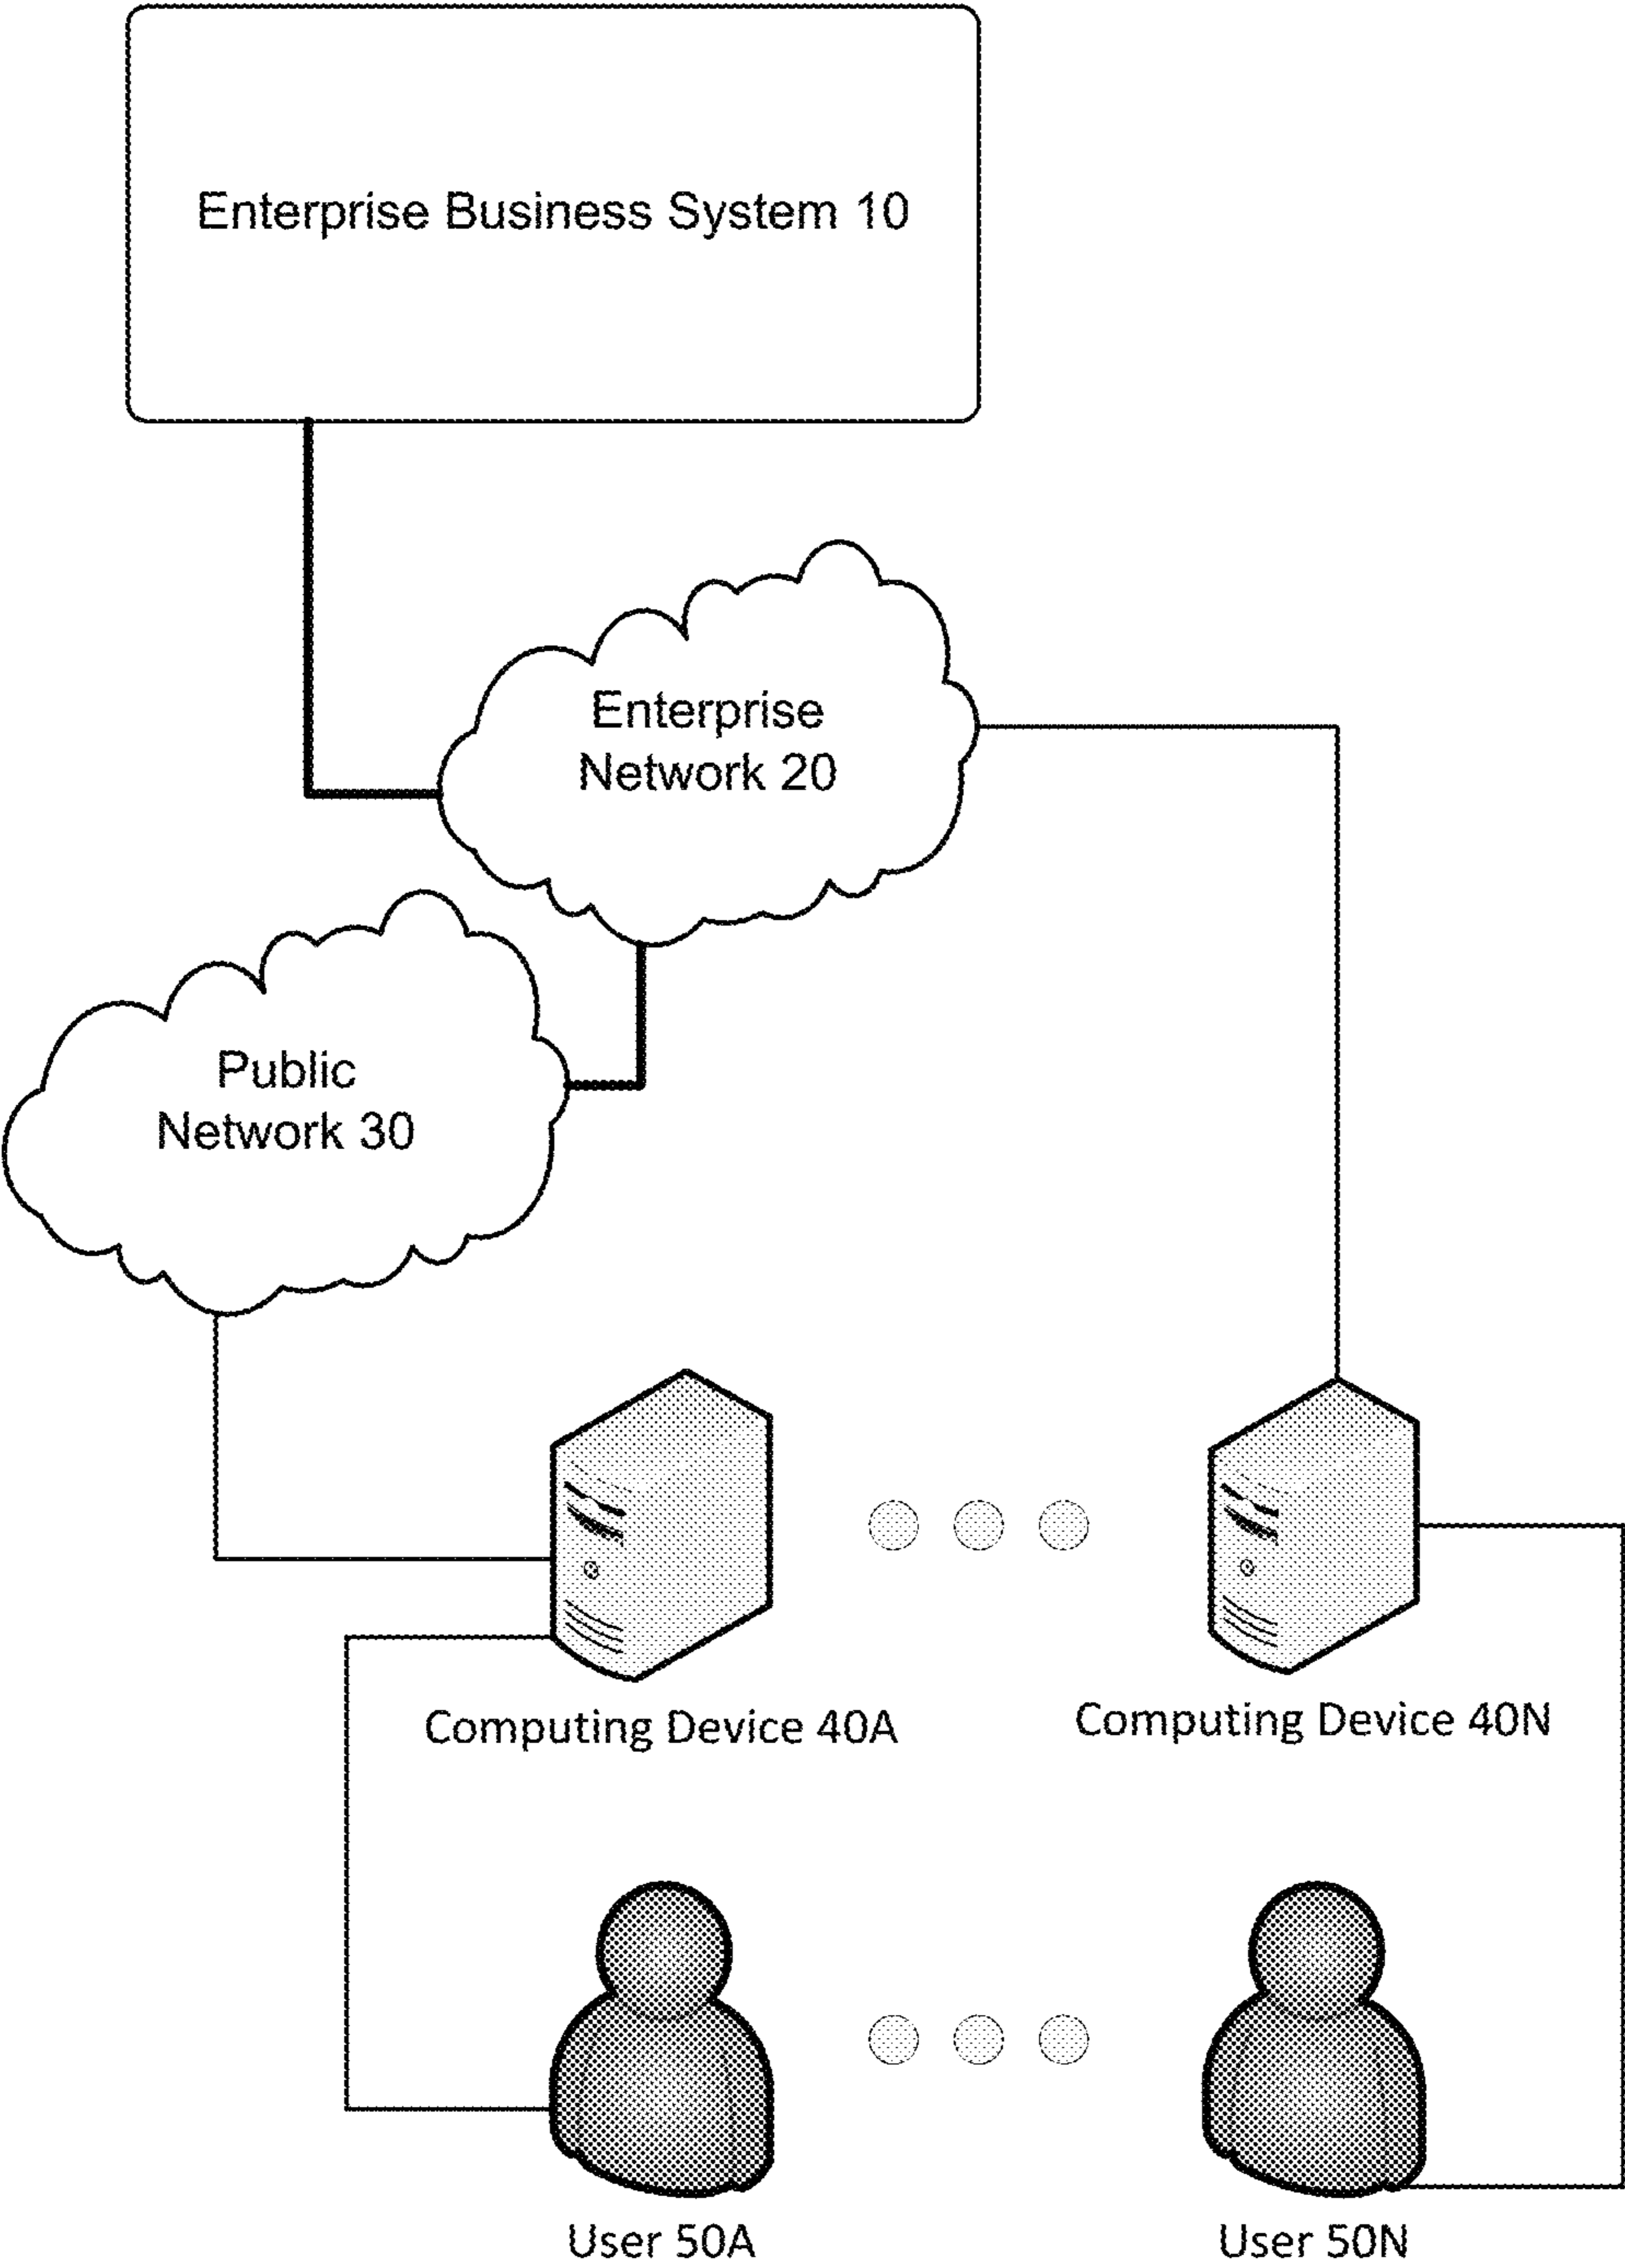 Enterprise Business System 10
Enterprise
Network 20
Public
Network 30
Computing Device 40A
Computing Device 40N
User 50A
User 50N